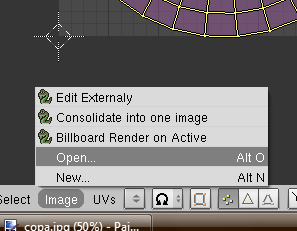 Edit Externaly
Consolidate into one image
Billboard Render on Active
Open... Alt O
New... Alt N
Select Image UVs
copa.jpg (50%) - Pai...